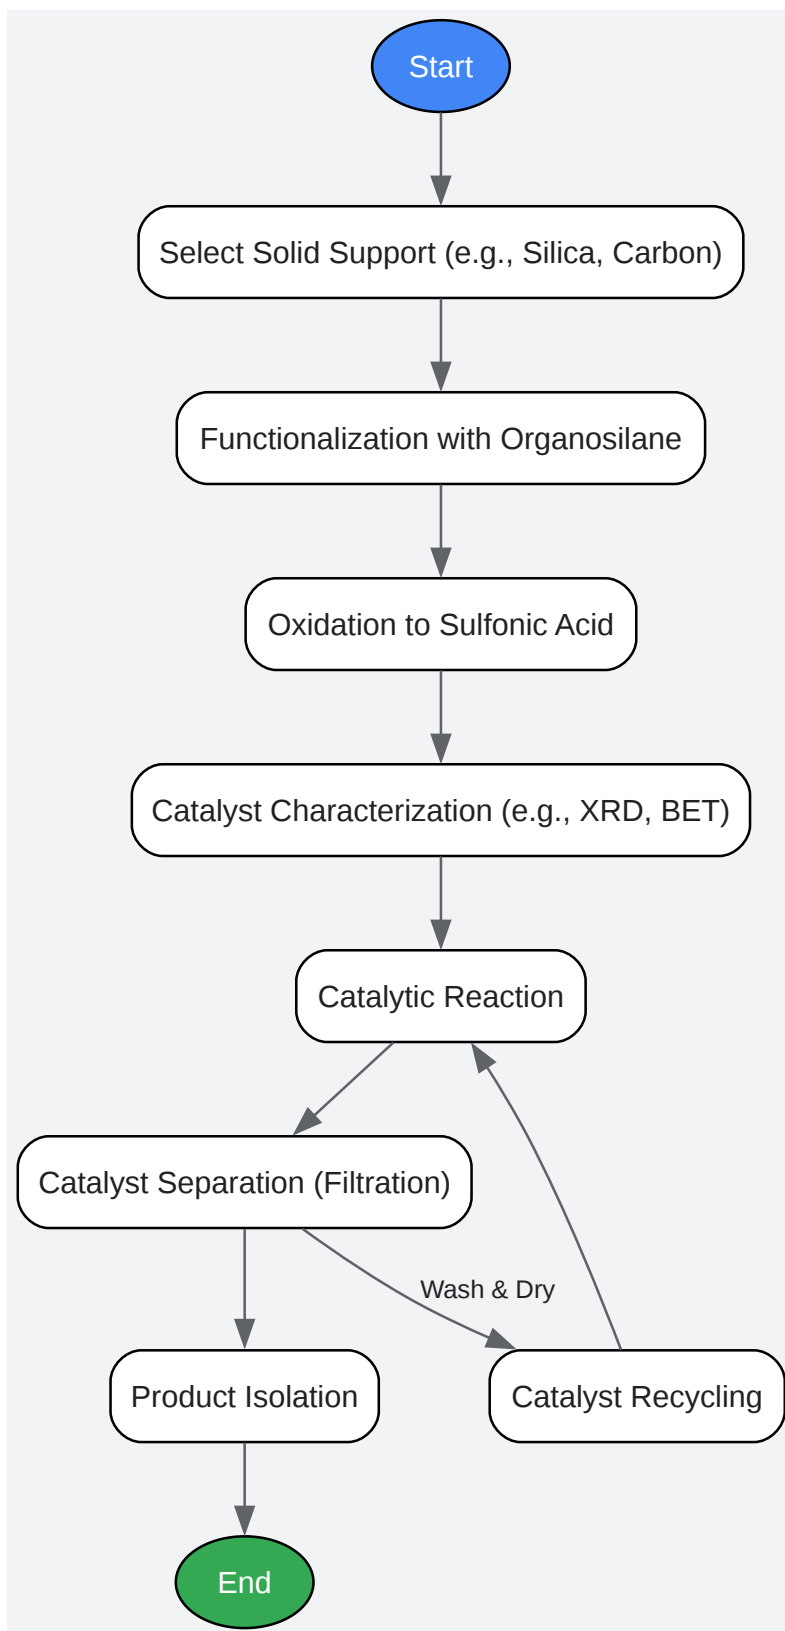 Start
Select Solid Support (e.g., Silica, Carbon)
Functionalization with Organosilane
Oxidation to Sulfonic Acid
Catalyst Characterization (e.g., XRD, BET)
Catalytic Reaction
Catalyst Separation (Filtration)
Wash & Dry
Product Isolation
Catalyst Recycling
End